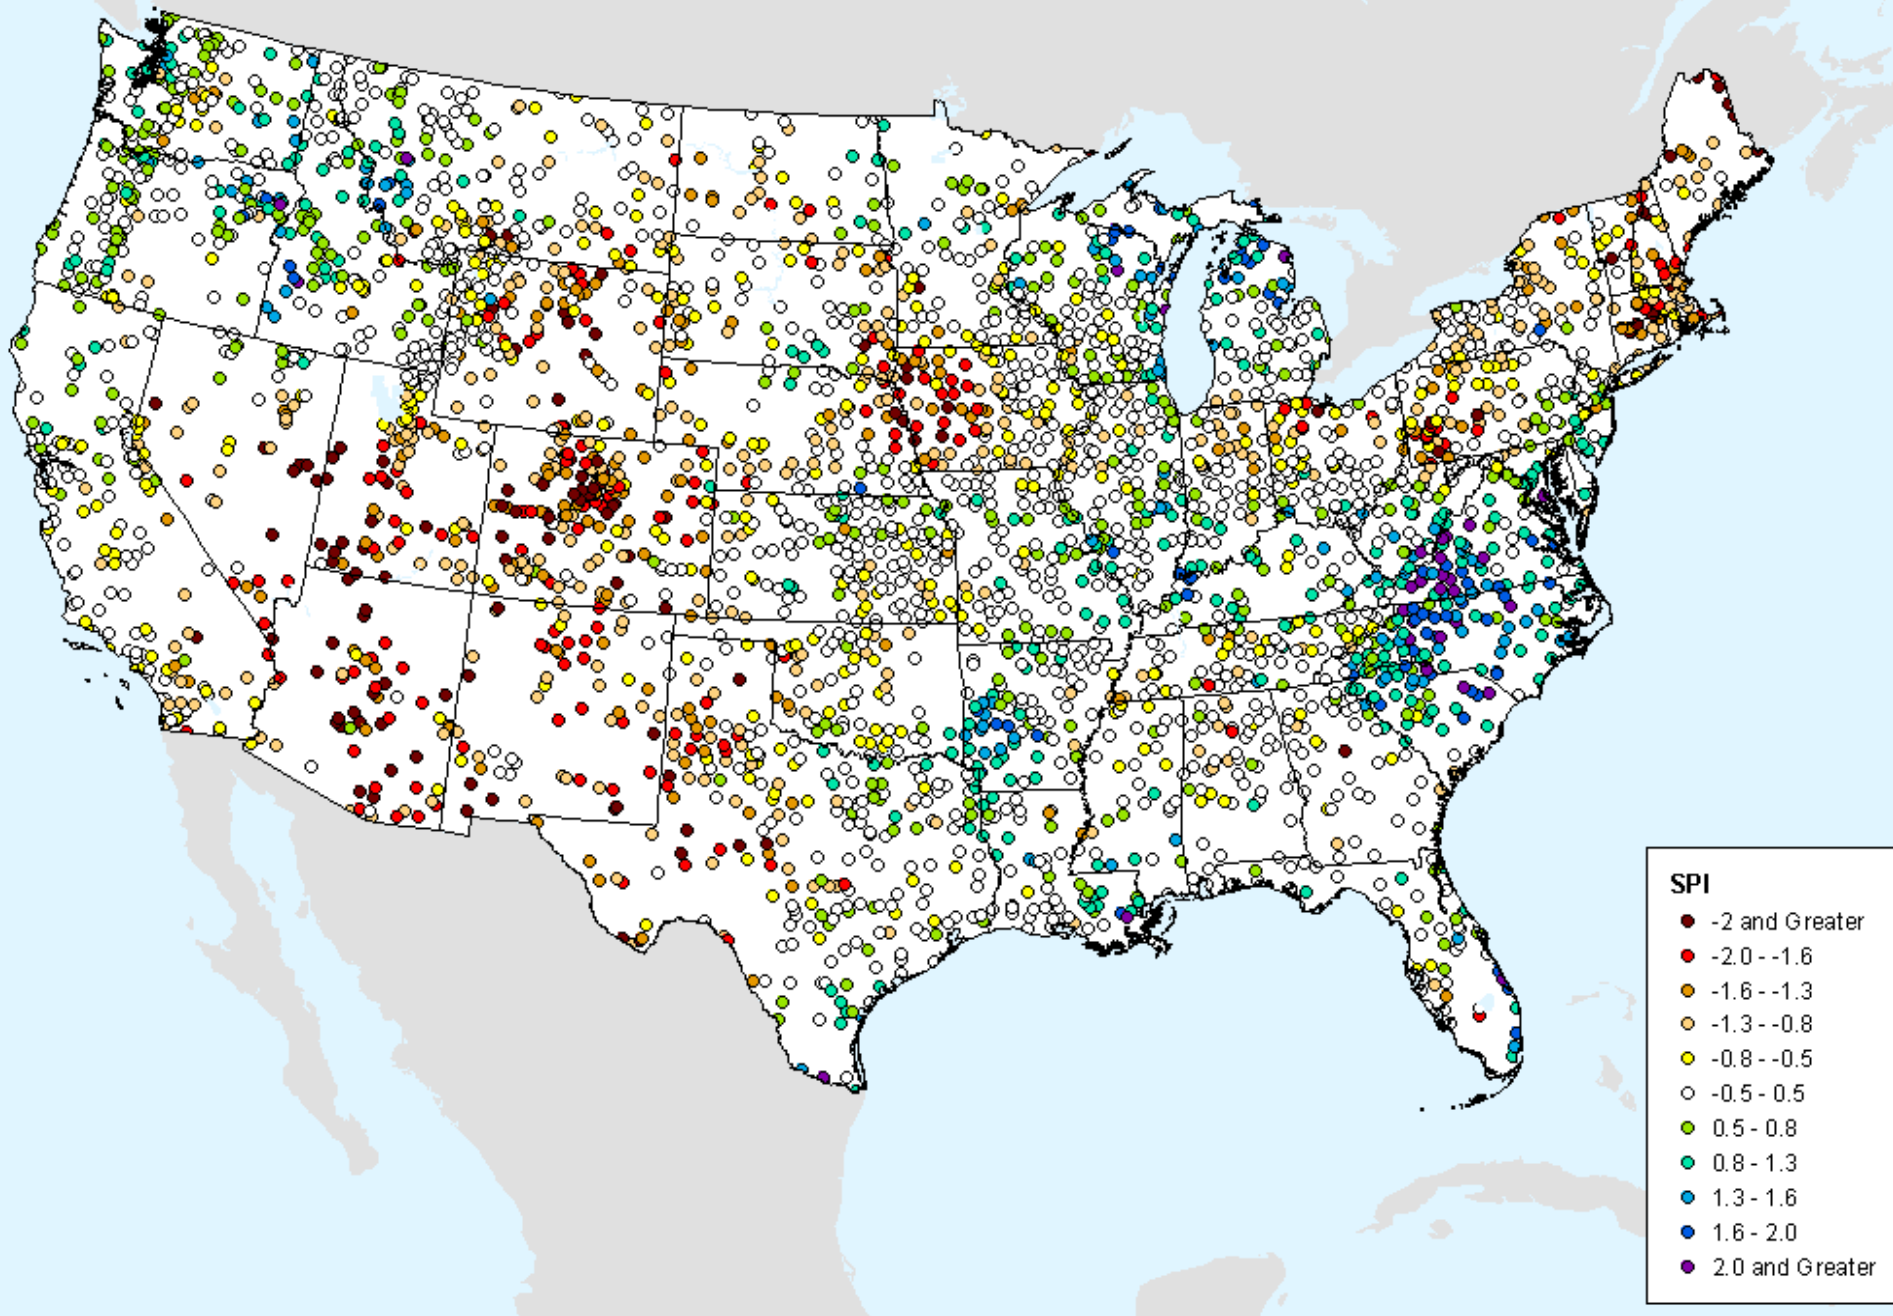 SPI
-2 and Greater
-2.0 - -1.6
-1.6 - -1.3
-1.3 - -0.8
-0.8 - -0.5
-0.5 - 0.5
0.5 - 0.8
0.8 - 1.3
1.3 - 1.6
1.6 - 2.0
2.0 and Greater